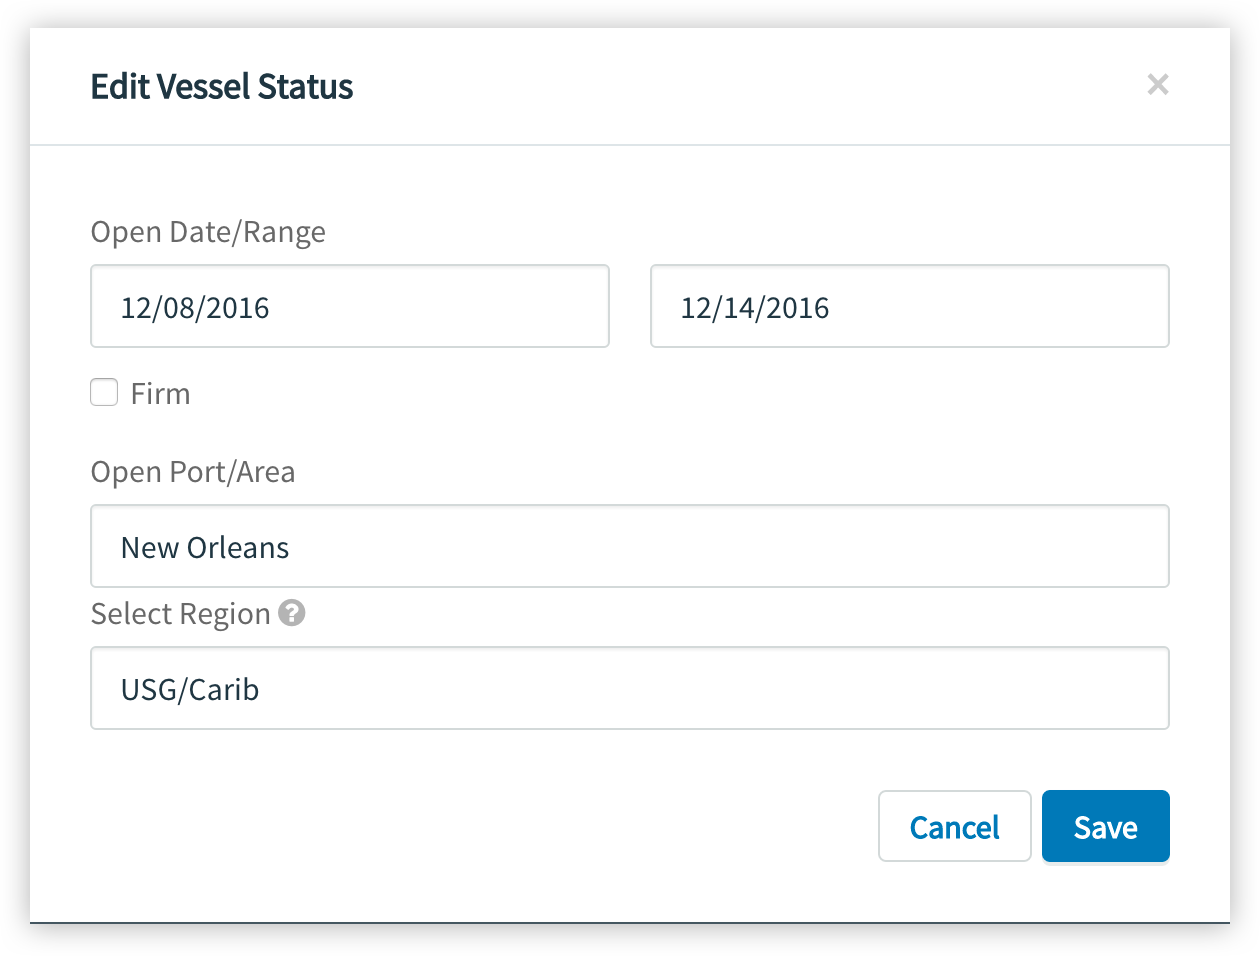 Edit Vessel Status ×
Open Date/Range
12/08/2016 12/14/2016
Firm
Open Port/Area
New Orleans
Select Region ?
USG/Carib
Cancel Save